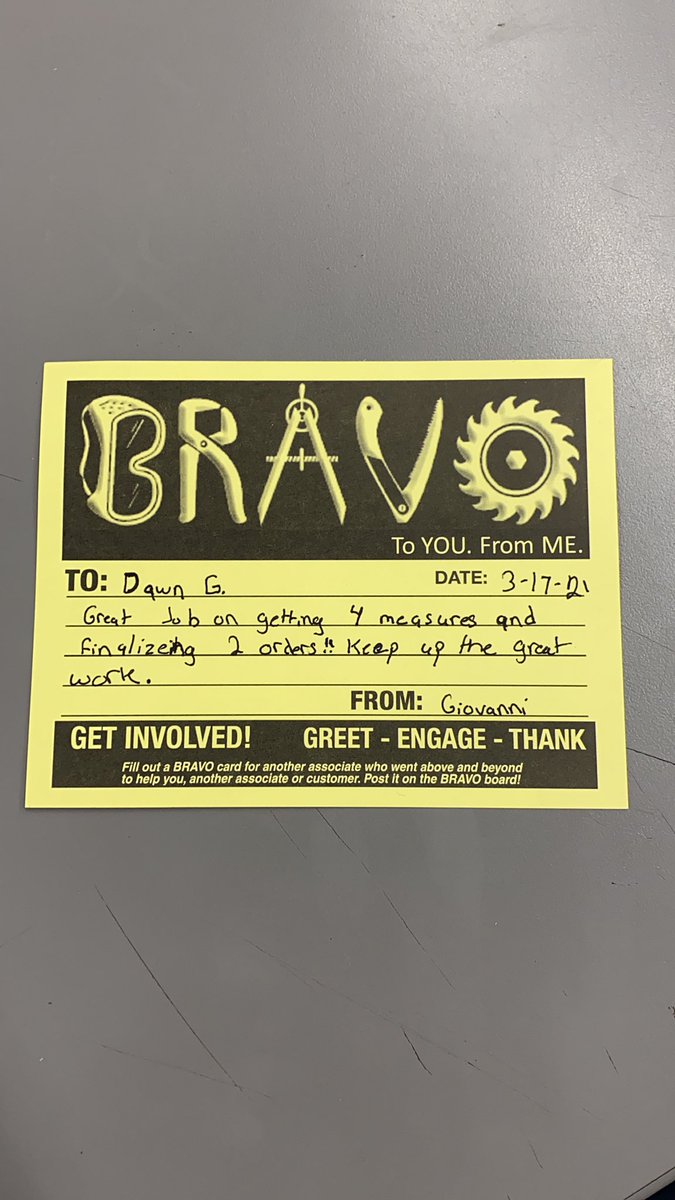 BRAVO
To YOU. From ME.
TO: Dawn G. DATE: 3-17-21
Great Job on getting 4 measures and
finalizeing 2 orders!! Keep up the great
work.
FROM: Giovanni
GET INVOLVED! GREET - ENGAGE - THANK
Fill out a BRAVO card for another associate who went above and beyond
to help you, another associate or customer. Post it on the BRAVO board!